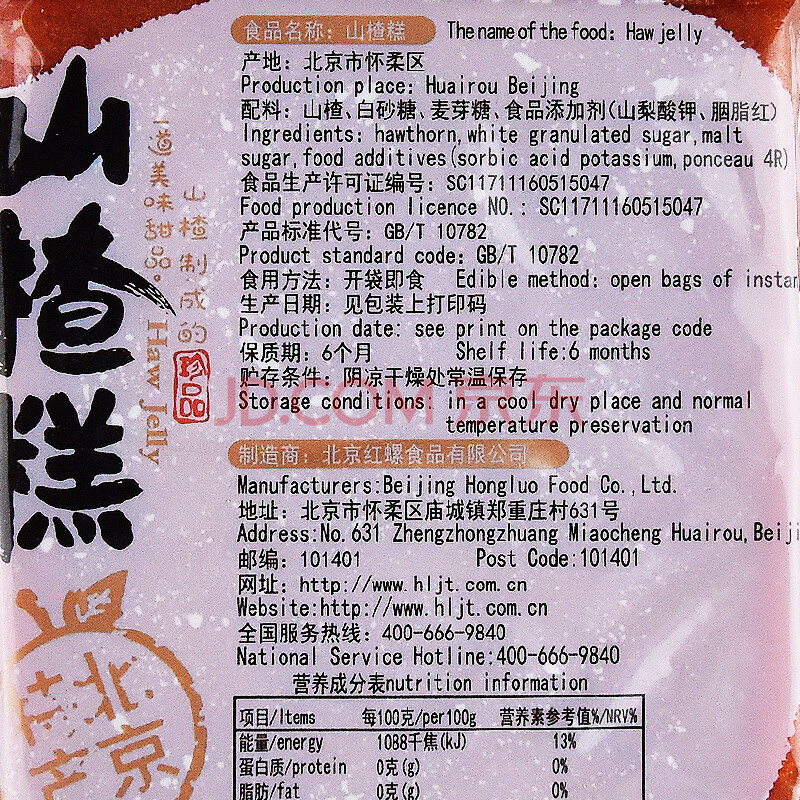 山楂糕
一道美味甜品。
山楂制成的
珍品
Haw Jelly
北京
特产
食品名称：山楂糕 The name of the food: Haw jelly
产地：北京市怀柔区
Production place: Huairou Beijing
配料：山楂、白砂糖、麦芽糖、食品添加剂(山梨酸钾、胭脂红)
Ingredients: hawthorn,white granulated sugar,malt
sugar,food additives(sorbic acid potassium,ponceau 4R)
食品生产许可证编号：SC11711160515047
Food production licence NO.: SC11711160515047
产品标准代号：GB/T 10782
Product standard code: GB/T 10782
食用方法：开袋即食 Edible method: open bags of instan
生产日期：见包装上打印码
Production date: see print on the package code
保质期：6个月 Shelf life:6 months
贮存条件：阴凉干燥处常温保存
Storage conditions: in a cool dry place and normal
temperature preservation
JD.COM 京东
制造商：北京红螺食品有限公司
Manufacturers:Beijing Hongluo Food Co.,Ltd.
地址：北京市怀柔区庙城镇郑重庄村631号
Address:No.631 Zhengzhongzhuang Miaocheng Huairou,Beiji
邮编：101401 Post Code:101401
网址：http://www.hljt.com.cn
Website:http://www.hljt.com.cn
全国服务热线：400-666-9840
National Service Hotline:400-666-9840
营养成分表nutrition information
项目/Items 每100克/per100g 营养素参考值%/NRV%
能量/energy 1088千焦(kJ) 13%
蛋白质/protein 0克(g) 0%
脂肪/fat 0克(g) 0%